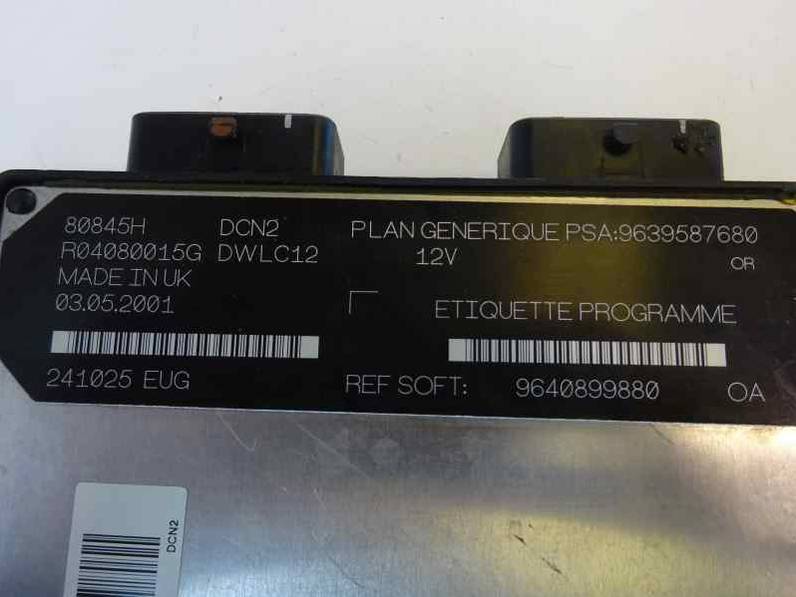 80845H DCN2 PLAN GENERIQUE PSA:9639587680
R04080015G DWLC12 12V OR
MADE IN UK
03.05.2001 ETIQUETTE PROGRAMME
241025 EUG REF SOFT: 9640899880 OA
DCN2